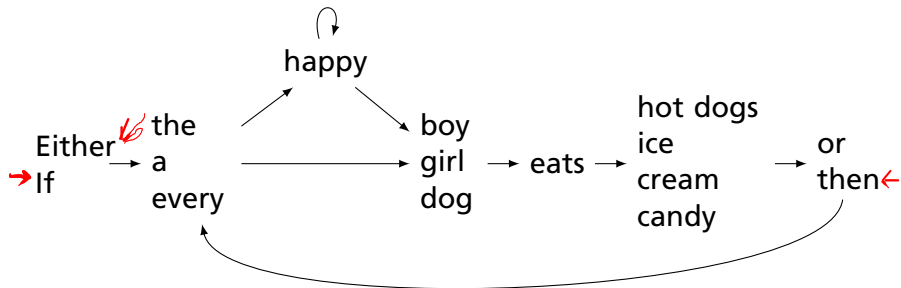 happy
Either
If
the
a
every
boy
girl
dog
eats
hot dogs
ice
cream
candy
or
then